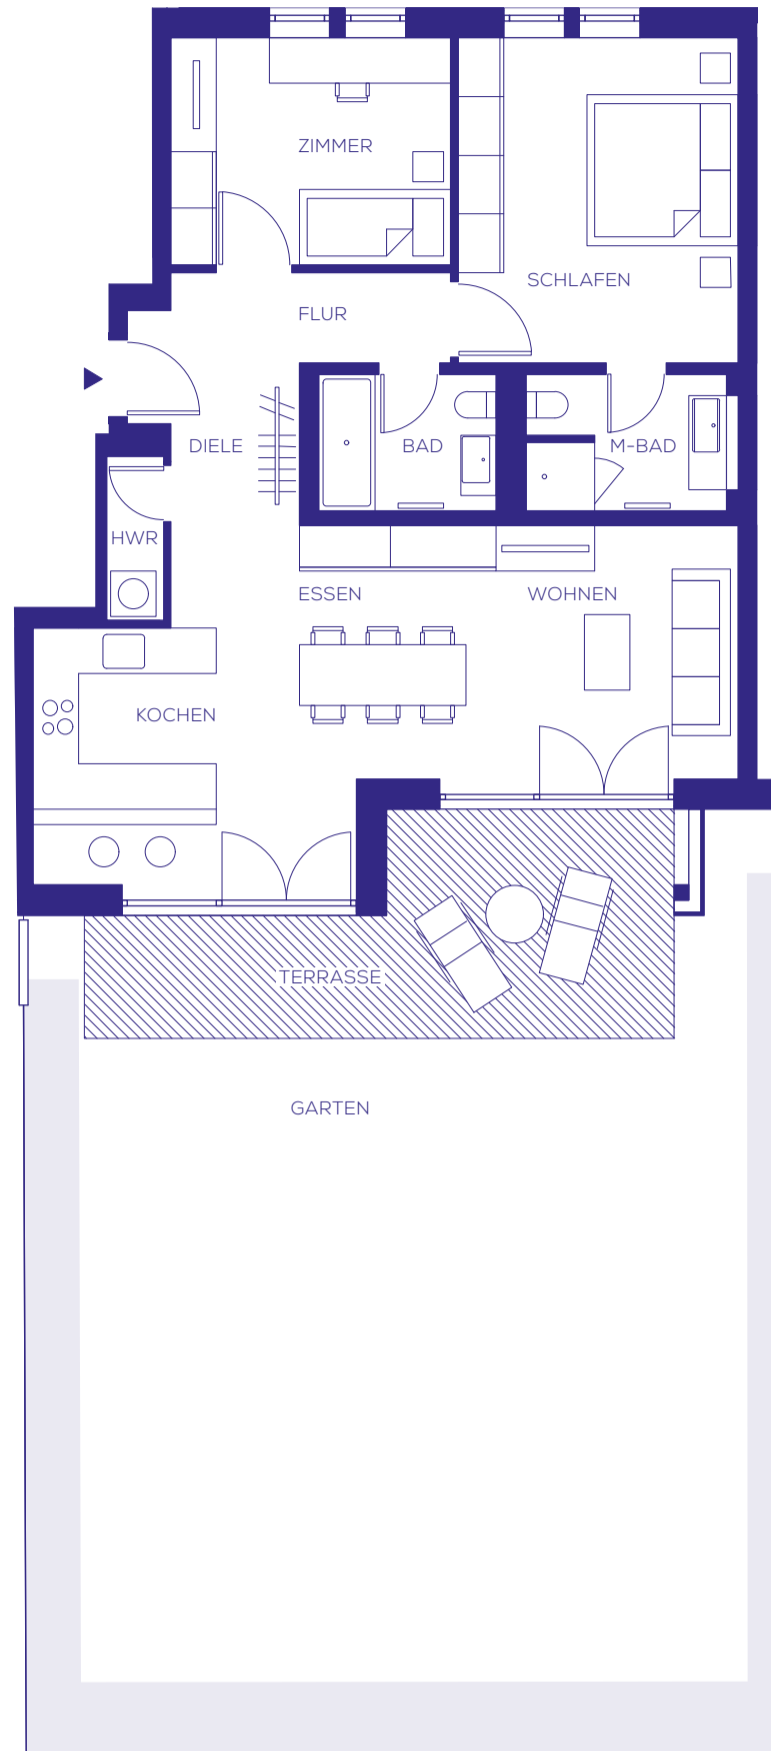 ZIMMER
SCHLAFEN
FLUR
DIELE
BAD
M-BAD
HWR
ESSEN
WOHNEN
KOCHEN
TERRASSE
GARTEN